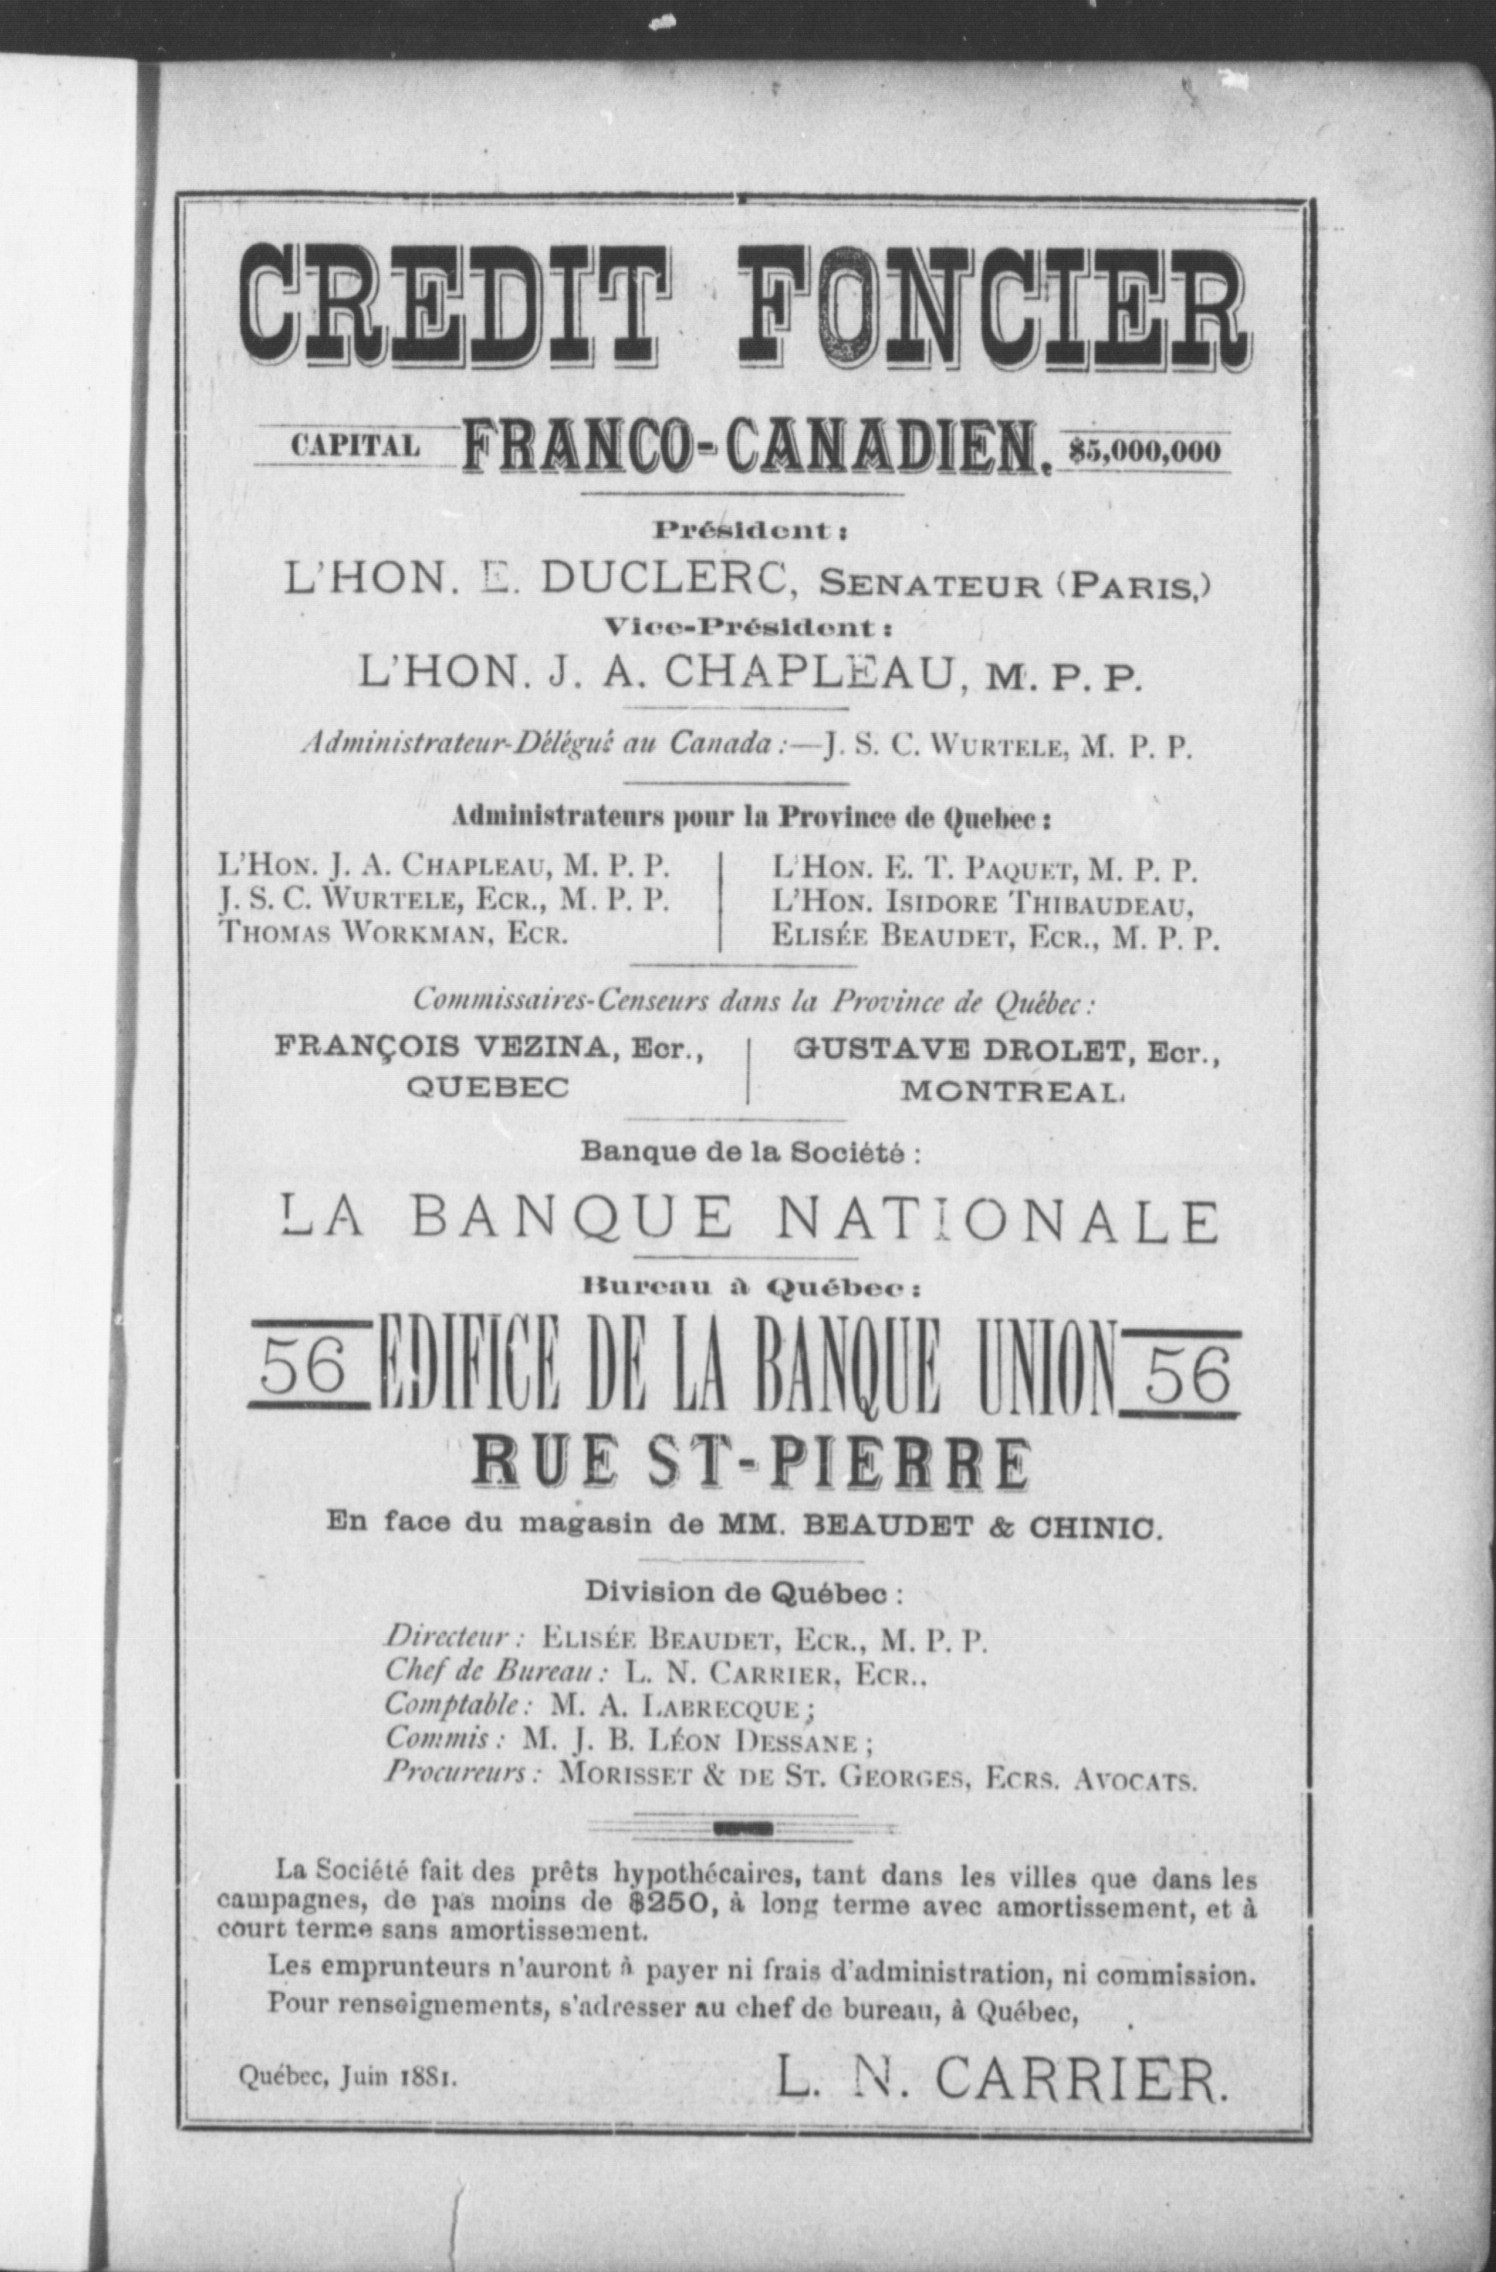 CREDIT FONCIER
CAPITAL FRANCO-CANADIEN. $5,000,000
Président:
L'HON. E. DUCLERC, SENATEUR (PARIS,)
Vice-Président:
L'HON. J. A. CHAPLEAU, M. P. P.
Administrateur-Délégué au Canada :—J. S. C. WURTELE, M. P. P.
Administrateurs pour la Province de Quebec:
L'HON. J. A. CHAPLEAU, M. P. P.
J. S. C. WURTELE, ECR., M. P. P.
THOMAS WORKMAN, ECR.
L'HON. E. T. PAQUET, M. P. P.
L'HON. ISIDORE THIBAUDEAU,
ELISÉE BEAUDET, ECR., M. P. P.
Commissaires-Censeurs dans la Province de Québec:
FRANÇOIS VEZINA, Ecr.,
QUEBEC
GUSTAVE DROLET, Ecr.,
MONTREAL.
Banque de la Société :
LA BANQUE NATIONALE
Bureau à Québec:
56 EDIFICE DE LA BANQUE UNION 56
RUE ST-PIERRE
En face du magasin de MM. BEAUDET & CHINIC.
Division de Québec :
Directeur: ELISÉE BEAUDET, ECR., M. P. P.
Chef de Bureau: L. N. CARRIER, ECR.,
Comptable: M. A. LABRECQUE;
Commis: M. J. B. LÉON DESSANE;
Procureurs: MORISSET & DE ST. GEORGES, ECRS. AVOCATS.
La Société fait des prêts hypothécaires, tant dans les villes que dans les
campagnes, de pas moins de $250, à long terme avec amortissement, et à
court terme sans amortissement.
Les emprunteurs n'auront à payer ni frais d'administration, ni commission.
Pour renseignements, s'adresser au chef de bureau, à Québec,
L. N. CARRIER.
Québec, Juin 1881.